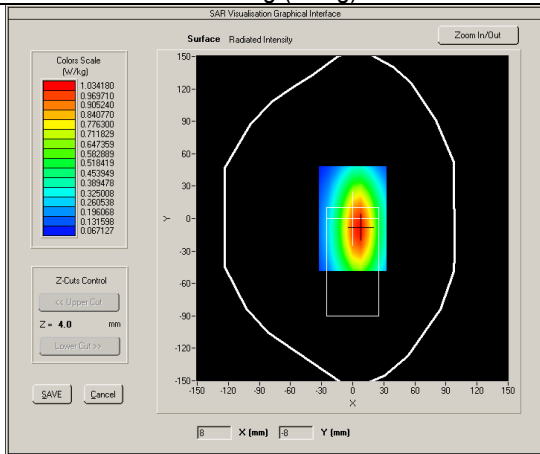 SAR Visualisation Graphical Interface
Surface Radiated Intensity
Zoom In/Out
Colors Scale
(W/kg)
1.034180
0.969710
0.905240
0.840770
0.776300
0.711829
0.647359
0.582889
0.518419
0.453949
0.389478
0.325008
0.260538
0.196068
0.131598
0.067127
Z-Cuts Control
<< Upper Cut
Z = 4.0 mm
Lower Cut >>
SAVE Cancel
150-
120-
90-
60-
30-
0-
-30-
-60-
-90-
-120-
-150-
Y
-150 -120 -90 -60 -30 0 30 60 90 120 150
X
8 X (mm) -8 Y (mm)